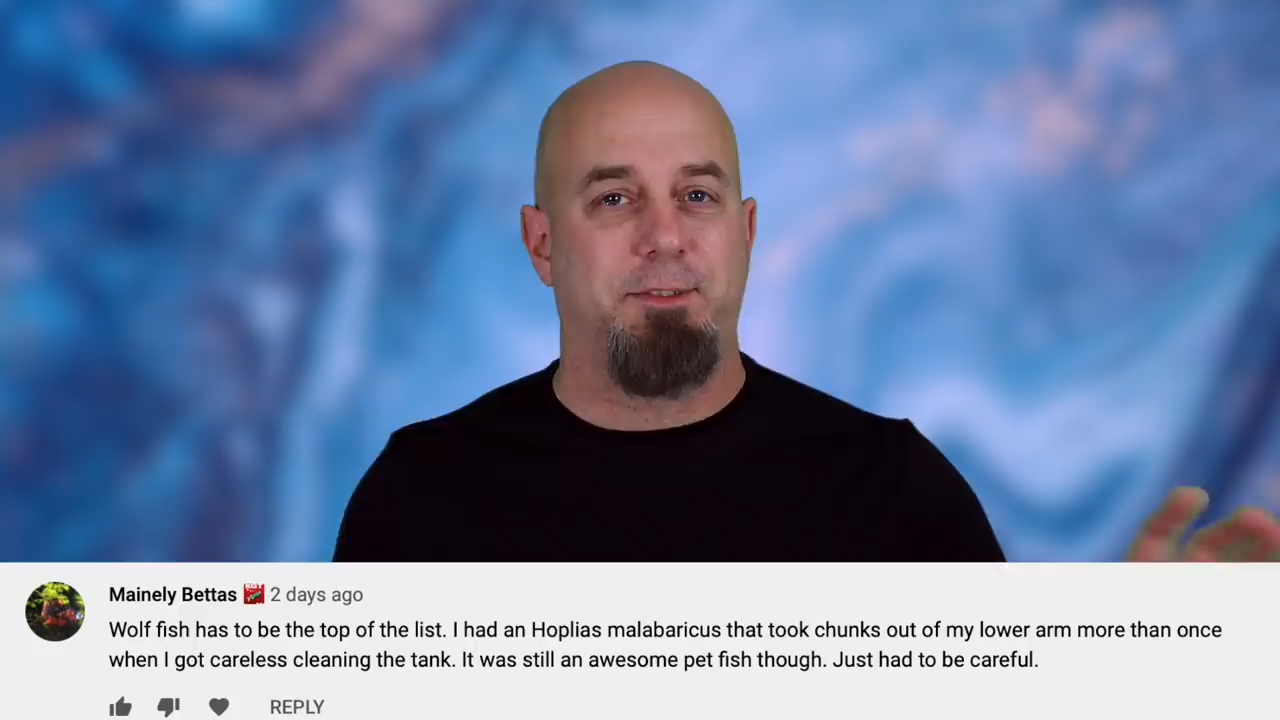 Mainely Bettas 2 days ago
Wolf fish has to be the top of the list. I had an Hoplias malabaricus that took chunks out of my lower arm more than once
when I got careless cleaning the tank. It was still an awesome pet fish though. Just had to be careful.
REPLY